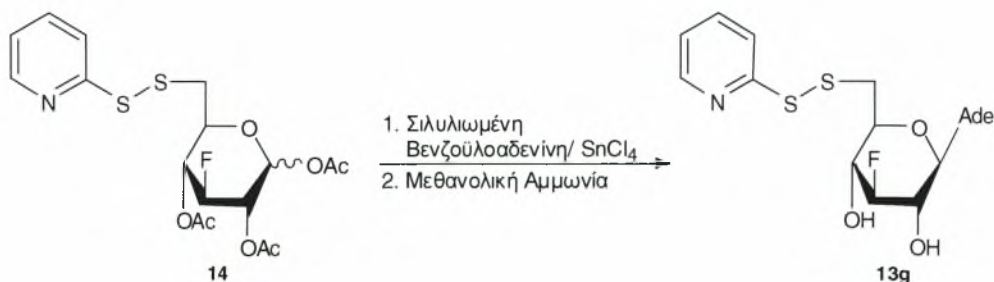 N
S
S
O
F
OAc
OAc
OAc
14
1. Σιλυλιωμένη
Βενζοϋλοαδενίνη/ SnCl4
2. Μεθανολική Αμμωνία
N
S
S
O
Ade
F
OH
OH
13g